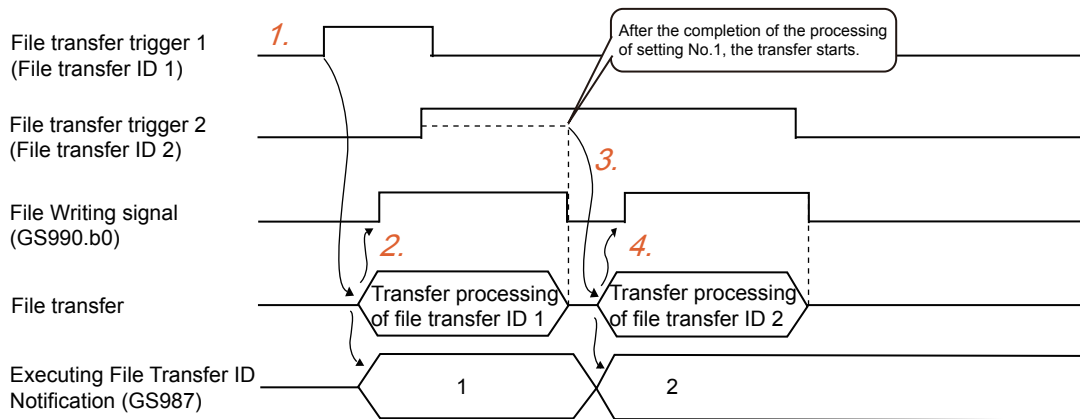 File transfer trigger 1
(File transfer ID 1)
1.
After the completion of the processing
of setting No.1, the transfer starts.
File transfer trigger 2
(File transfer ID 2)
3.
File Writing signal
(GS990.b0)
2.
4.
File transfer
Transfer processing
of file transfer ID 1
Transfer processing
of file transfer ID 2
Executing File Transfer ID
Notification (GS987)
1
2